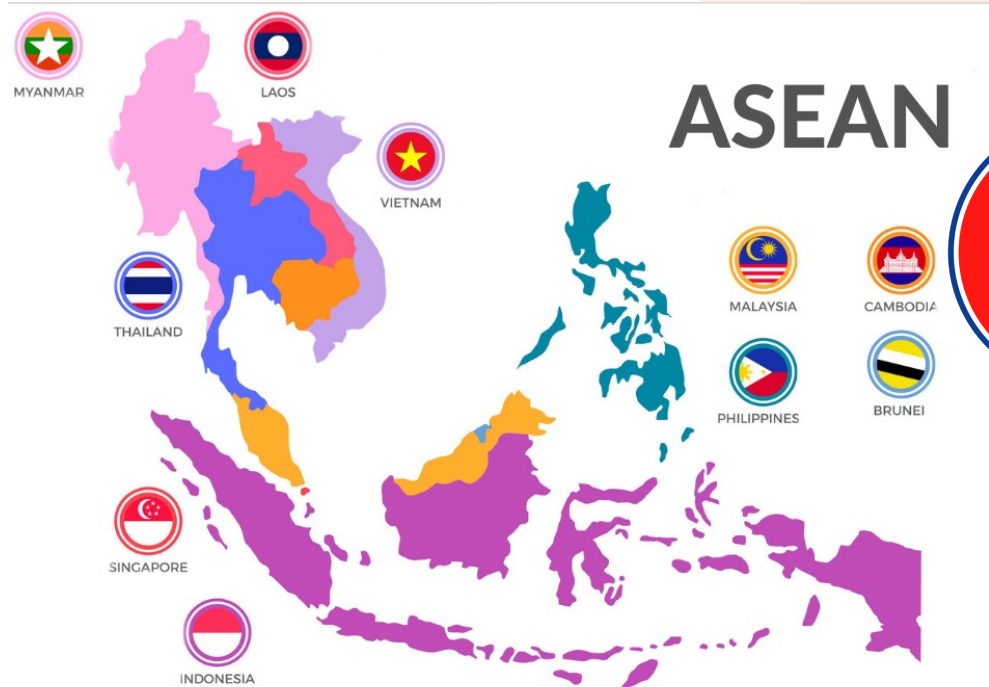 MYANMAR
LAOS
ASEAN
VIETNAM
THAILAND
MALAYSIA
CAMBODIA
PHILIPPINES
BRUNEI
SINGAPORE
INDONESIA